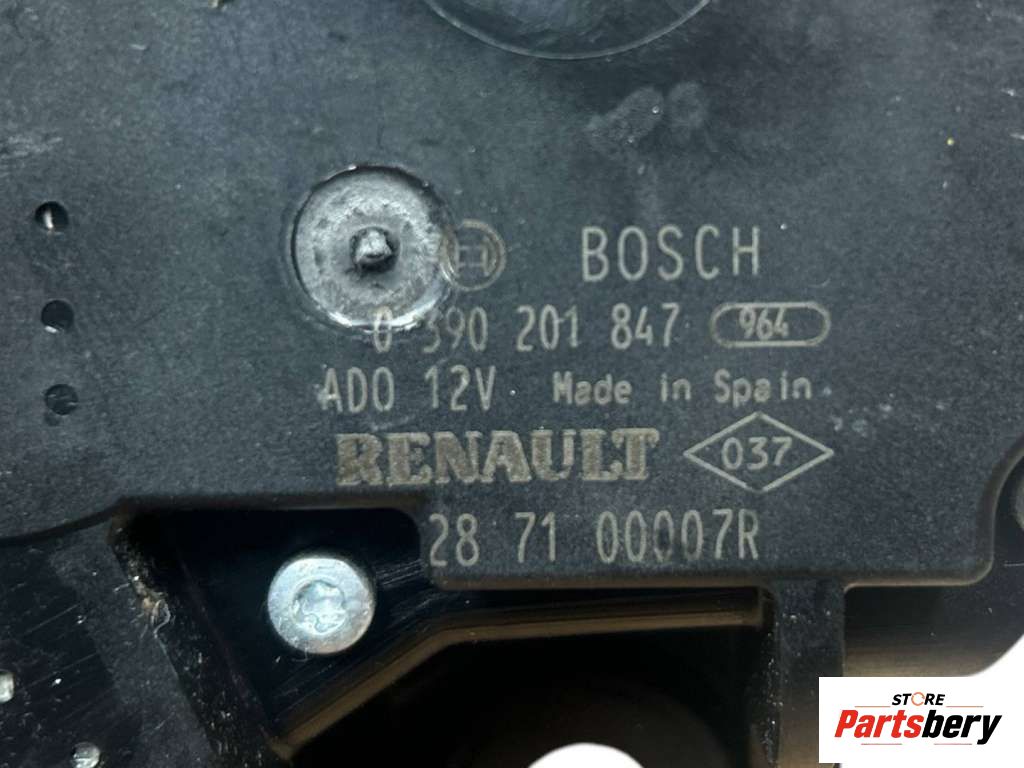 BOSCH
0 390 201 847 964
ADO 12V Made in Spain
RENAULT 037
28 71 00007R
STORE
Partsbery